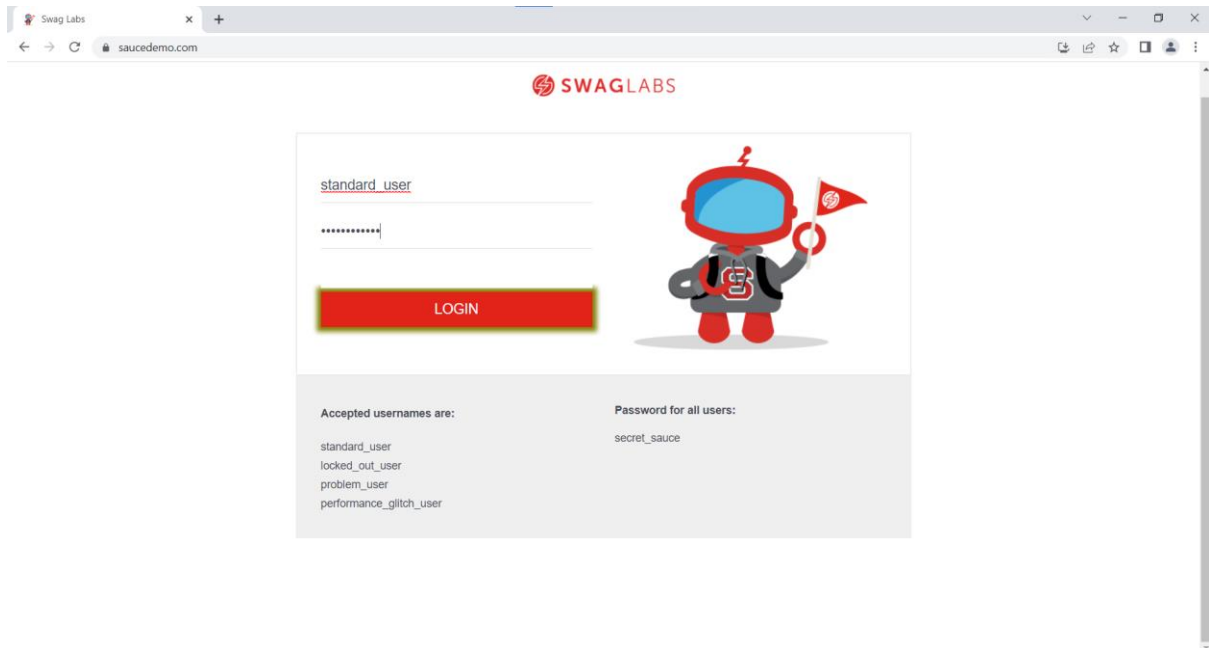 Swag Labs
saucedemo.com
SWAGLABS
standard_user
••••••••••••
LOGIN
Accepted usernames are:
standard_user
locked_out_user
problem_user
performance_glitch_user
Password for all users:
secret_sauce
S